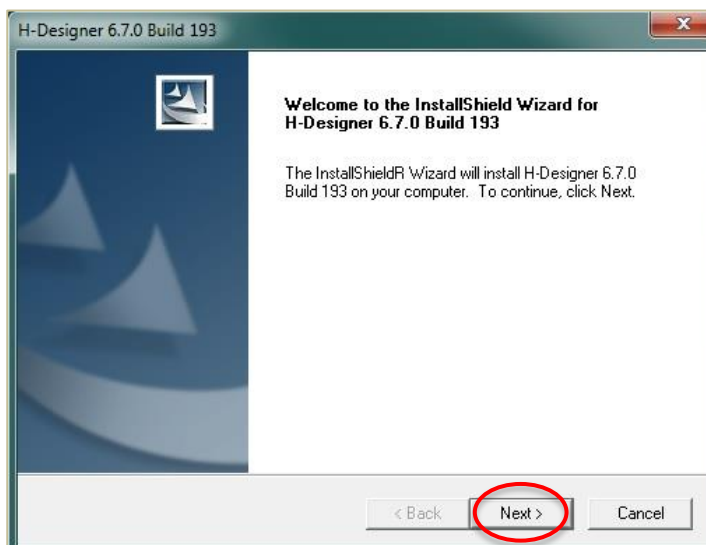 H-Designer 6.7.0 Build 193
Welcome to the InstallShield Wizard for
H-Designer 6.7.0 Build 193
The InstallShieldR Wizard will install H-Designer 6.7.0
Build 193 on your computer. To continue, click Next.
< Back Next > Cancel